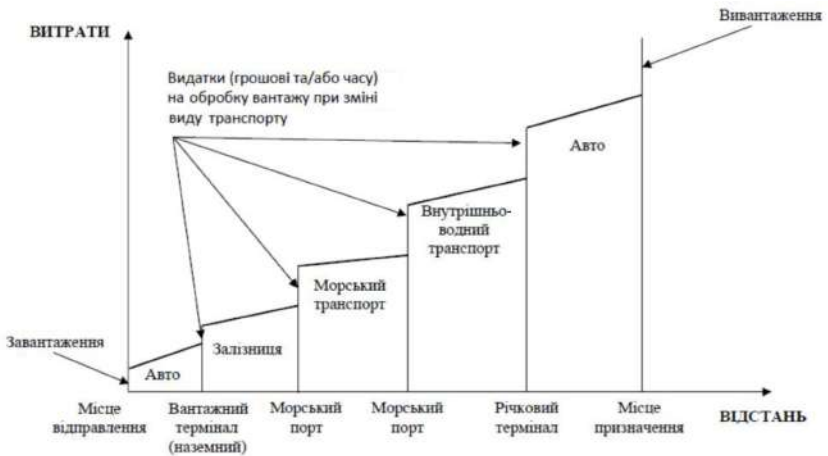 Вивантаження
ВИТРАТИ
Видатки (грошові та/або часу)
на обробку вантажу при зміні
виду транспорту
Авто
Внутрішньо-
водний
транспорт
Морський
транспорт
Завантаження
Залізниця
Авто
Місце
відправлення
Вантажний
термінал
(наземний)
Морський
порт
Морський
порт
Річковий
термінал
Місце
призначення
ВІДСТАНЬ